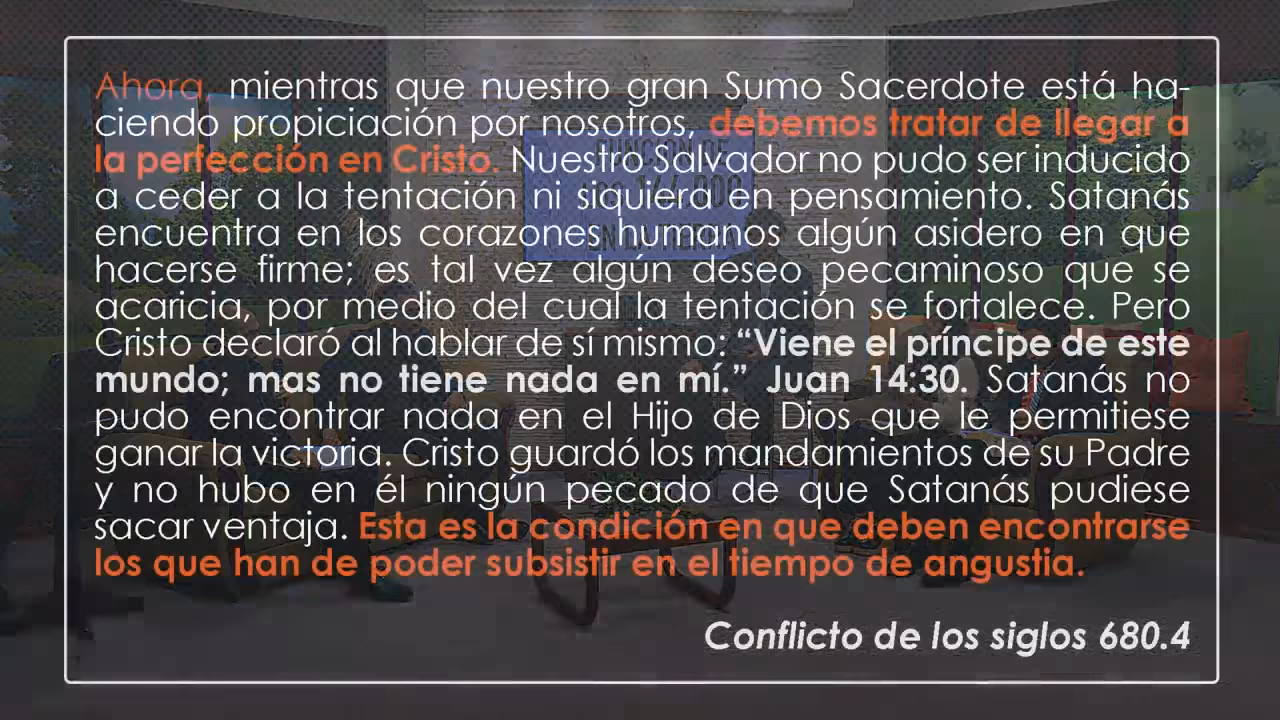 Ahora, mientras que nuestro gran Sumo Sacerdote está ha-
ciendo propiciación por nosotros, debemos tratar de llegar a
la perfección en Cristo. Nuestro Salvador no pudo ser inducido
a ceder a la tentación ni siquiera en pensamiento. Satanás
encuentra en los corazones humanos algún asidero en que
hacerse firme; es tal vez algún deseo pecaminoso que se
acaricia, por medio del cual la tentación se fortalece. Pero
Cristo declaró al hablar de sí mismo: “Viene el príncipe de este
mundo; mas no tiene nada en mí.” Juan 14:30. Satanás no
pudo encontrar nada en el Hijo de Dios que le permitiese
ganar la victoria. Cristo guardó los mandamientos de su Padre
y no hubo en él ningún pecado de que Satanás pudiese
sacar ventaja. Esta es la condición en que deben encontrarse
los que han de poder subsistir en el tiempo de angustia.
Conflicto de los siglos 680.4